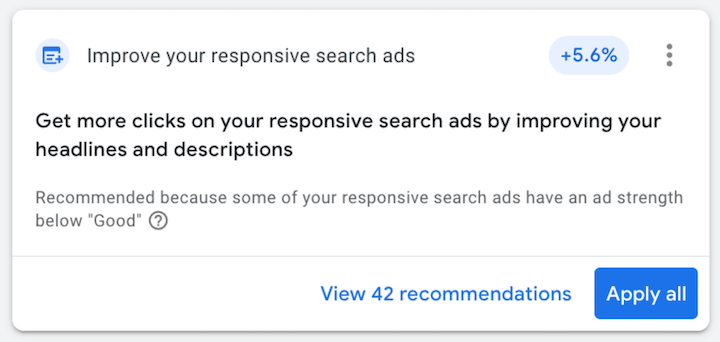 Improve your responsive search ads
+5.6%
Get more clicks on your responsive search ads by improving your
headlines and descriptions
Recommended because some of your responsive search ads have an ad strength
below "Good"
View 42 recommendations
Apply all